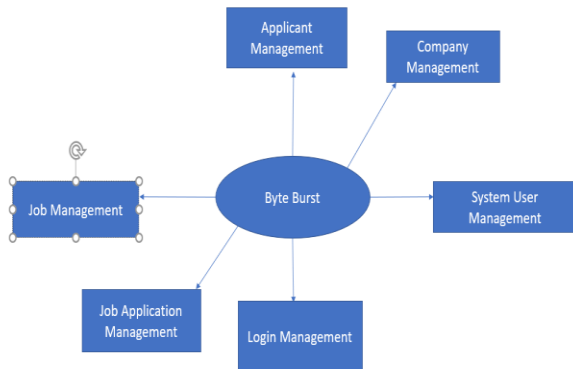 Applicant
Management
Company
Management
Job Management
Byte Burst
System User
Management
Job Application
Management
Login Management